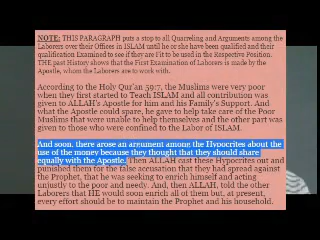 NOTE: THIS PARAGRAPH puts a stop to all Quarreling and Arguments among the
Laborers over their Offices in ISLAM until he or she have been qualified and their
qualification Examined to see if they are Fit to be used in the Respective Position.
THE past History shows that the First Examination of Laborers is made by the
Apostle, whom the Laborers are to work with.
According to the Holy Qur'an 59:7, the Muslims were very poor
when they first started to Teach ISLAM and all contribution was
given to ALLAH's Apostle for him and his Family's Support. And
what the Apostle could spare, he gave to help take care of the Poor
Muslims that were unable to help themselves and the other part was
given to those who were confined to the Labor of ISLAM.
And soon, there arose an argument among the Hypocrites about the
use of the money because they thought that they should share
equally with the Apostle. Then ALLAH cast these Hypocrites out and
punished them for the false accusation that they had spread against
the Prophet, that he was seeking to enrich himself and acting
unjustly to the poor and needy. And, then ALLAH, told the other
Laborers that HE would soon enrich all of them, but at present,
every effort should be to maintain the Prophet and his household.